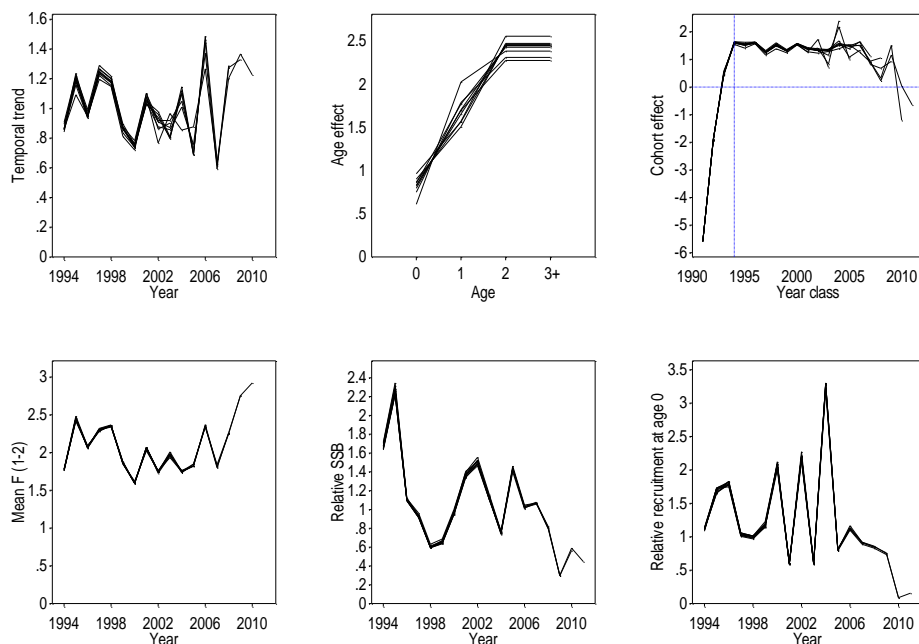 Temporal trend
1.6
1.4
1.2
1.0
.8
.6
.4
.2
0
1994 1998 2002 2006 2010
Year
Age effect
2.5
2
1.5
1
.5
0
0 1 2 3+
Age
Cohort effect
2
1
0
-1
-2
-3
-4
-5
-6
1990 1995 2000 2005 2010
Year class
Mean F (1-2)
3
2.5
2
1.5
1
.5
0
1994 1998 2002 2006 2010
Year
Relative SSB
2.4
2.2
2.0
1.8
1.6
1.4
1.2
1.0
.8
.6
.4
.2
0
1994 1998 2002 2006 2010
Year
Relative recruitment at age 0
3.5
3
2.5
2
1.5
1
.5
0
1994 1998 2002 2006 2010
Year